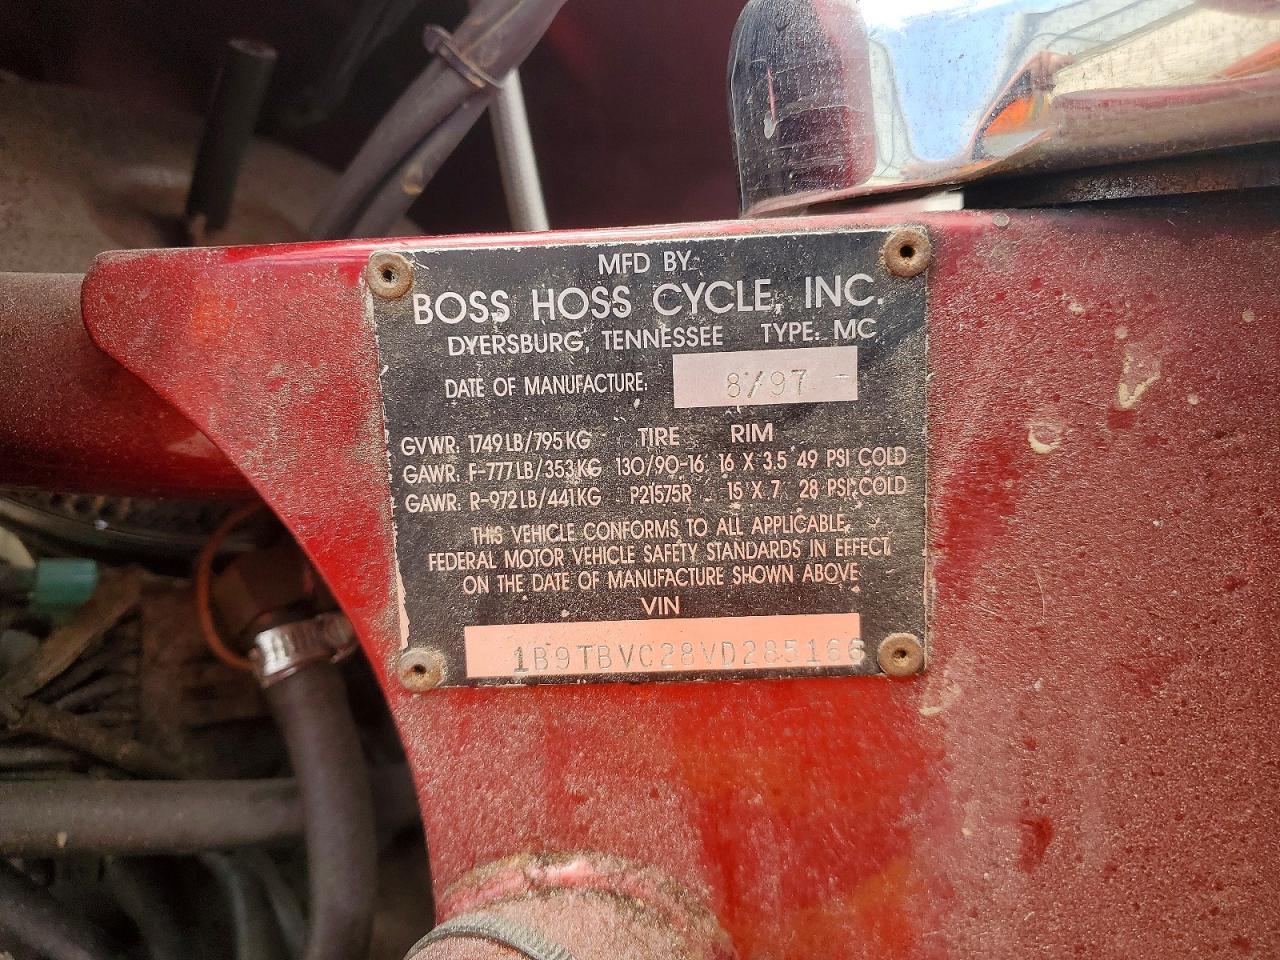 MFD BY
BOSS HOSS CYCLE, INC.
DYERSBURG, TENNESSEE TYPE: MC
DATE OF MANUFACTURE: 8/97
GVWR: 1749 LB/795 KG TIRE RIM
GAWR: F-777 LB/353 KG 130/90-16 16 X 3.5 49 PSI COLD
GAWR: R-972 LB/441 KG P21575R 15 X 7 28 PSI COLD
THIS VEHICLE CONFORMS TO ALL APPLICABLE
FEDERAL MOTOR VEHICLE SAFETY STANDARDS IN EFFECT
ON THE DATE OF MANUFACTURE SHOWN ABOVE
VIN
1B9TBVC28VD285166